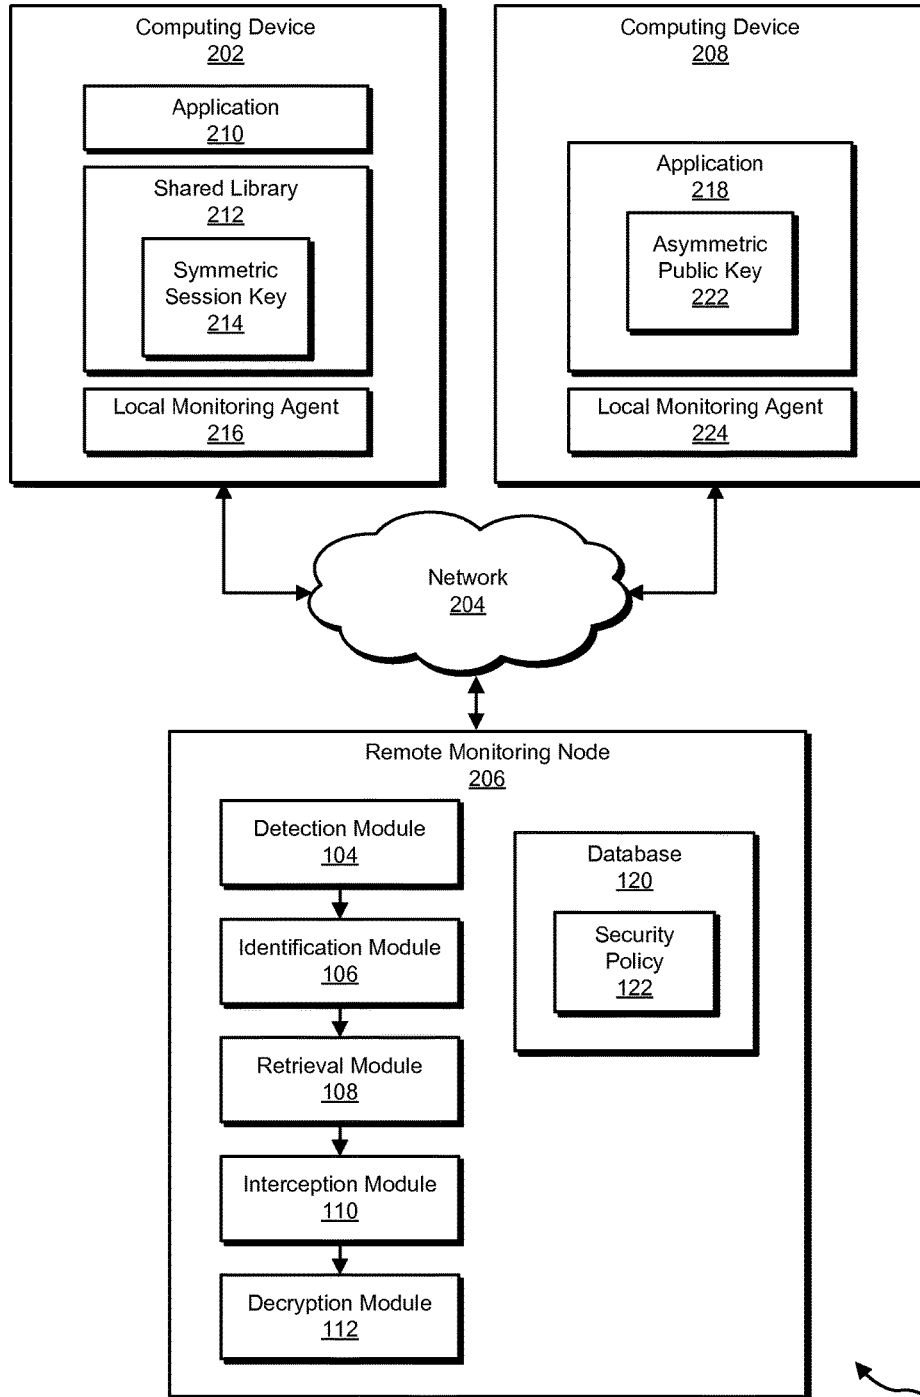 Computing Device
202
Application
210
Shared Library
212
Symmetric
Session Key
214
Local Monitoring Agent
216
Computing Device
208
Application
218
Asymmetric
Public Key
222
Local Monitoring Agent
224
Network
204
Remote Monitoring Node
206
Detection Module
104
Identification Module
106
Retrieval Module
108
Interception Module
110
Decryption Module
112
Database
120
Security
Policy
122